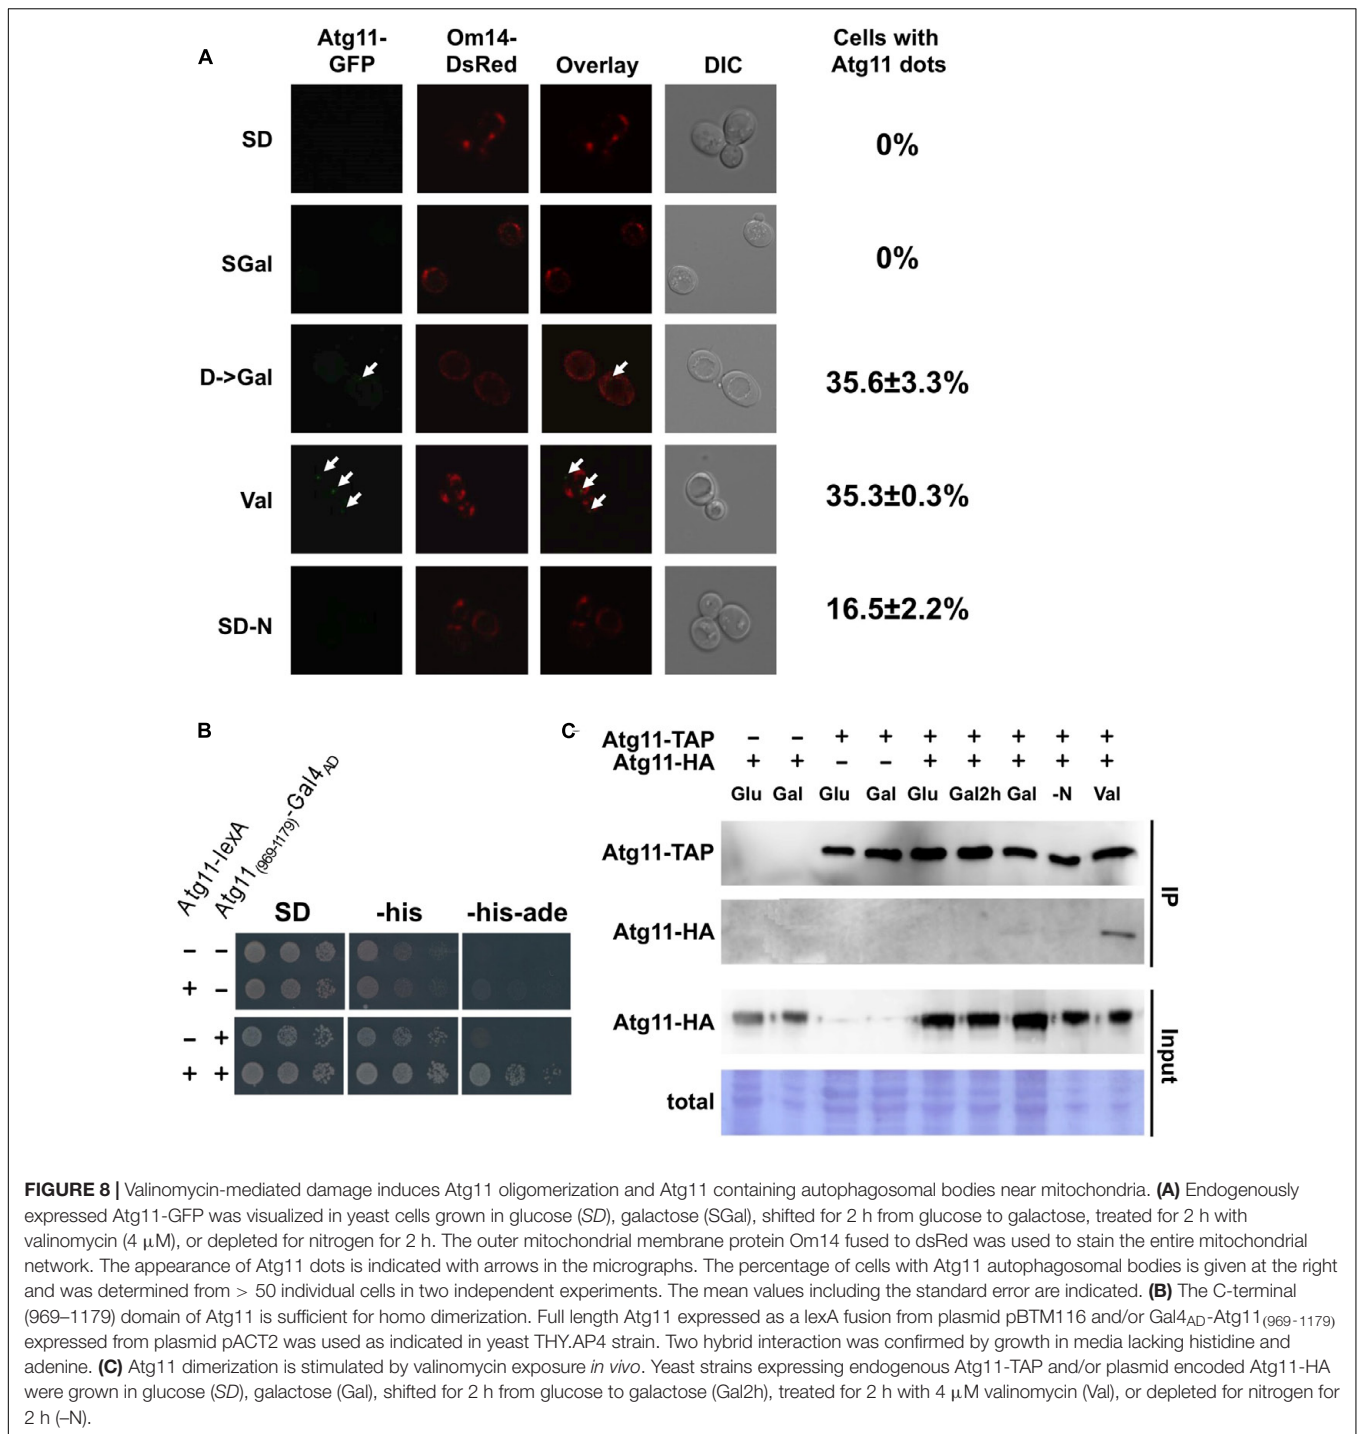 A
Atg11-
GFP
Om14-
DsRed
Overlay
DIC
Cells with
Atg11 dots
SD
0%
SGal
0%
D->Gal
35.6±3.3%
Val
35.3±0.3%
SD-N
16.5±2.2%
B
Atg11-lexA
Atg11(969-1179)-Gal4AD
SD -his -his-ade
– –
+ –
– +
+ +
C
Atg11-TAP – – + + + + + + +
Atg11-HA + + – – + + + + +
Glu Gal Glu Gal Glu Gal2h Gal -N Val
Atg11-TAP
Atg11-HA
IP
Atg11-HA
total
Input
FIGURE 8 | Valinomycin-mediated damage induces Atg11 oligomerization and Atg11 containing autophagosomal bodies near mitochondria. (A) Endogenously
expressed Atg11-GFP was visualized in yeast cells grown in glucose (SD), galactose (SGal), shifted for 2 h from glucose to galactose, treated for 2 h with
valinomycin (4 μM), or depleted for nitrogen for 2 h. The outer mitochondrial membrane protein Om14 fused to dsRed was used to stain the entire mitochondrial
network. The appearance of Atg11 dots is indicated with arrows in the micrographs. The percentage of cells with Atg11 autophagosomal bodies is given at the right
and was determined from > 50 individual cells in two independent experiments. The mean values including the standard error are indicated. (B) The C-terminal
(969–1179) domain of Atg11 is sufficient for homo dimerization. Full length Atg11 expressed as a lexA fusion from plasmid pBTM116 and/or Gal4AD-Atg11(969-1179)
expressed from plasmid pACT2 was used as indicated in yeast THY.AP4 strain. Two hybrid interaction was confirmed by growth in media lacking histidine and
adenine. (C) Atg11 dimerization is stimulated by valinomycin exposure in vivo. Yeast strains expressing endogenous Atg11-TAP and/or plasmid encoded Atg11-HA
were grown in glucose (SD), galactose (Gal), shifted for 2 h from glucose to galactose (Gal2h), treated for 2 h with 4 μM valinomycin (Val), or depleted for nitrogen for
2 h (–N).